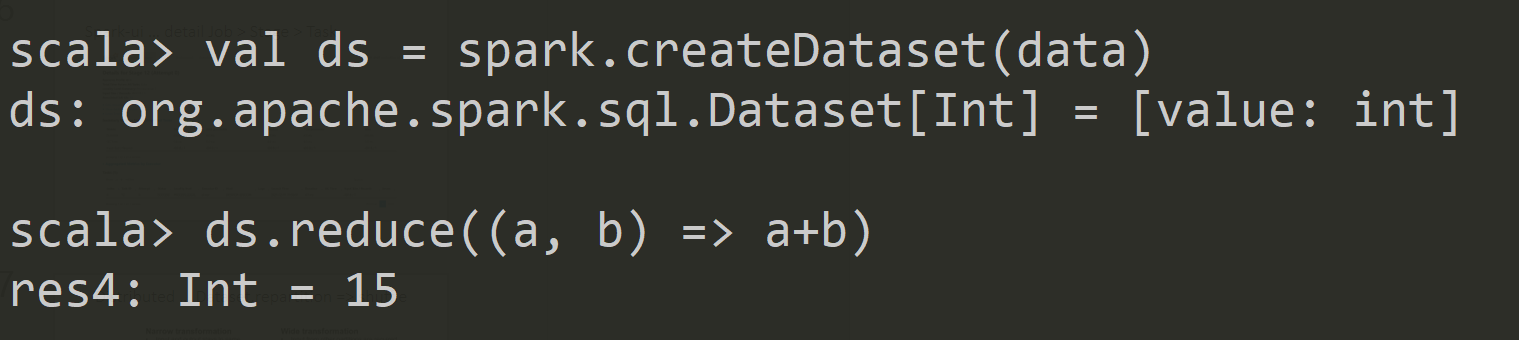 scala> val ds = spark.createDataset(data)
ds: org.apache.spark.sql.Dataset[Int] = [value: int]
scala> ds.reduce((a, b) => a+b)
res4: Int = 15